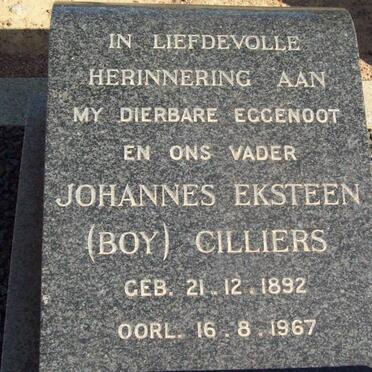 IN LIEFDEVOLLE
HERINNERING AAN
MY DIERBARE EGGENOOT
EN ONS VADER
JOHANNES EKSTEEN
(BOY) CILLIERS
GEB. 21.12.1892
OORL. 16.8.1967